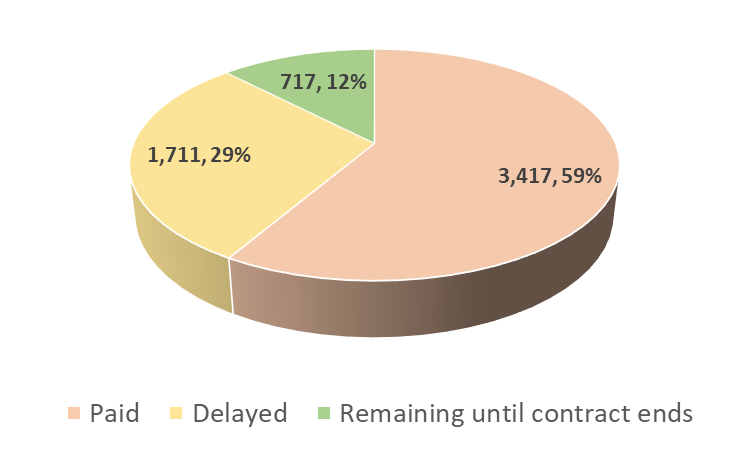 717, 12%
1,711, 29%
3,417, 59%
Paid Delayed Remaining until contract ends